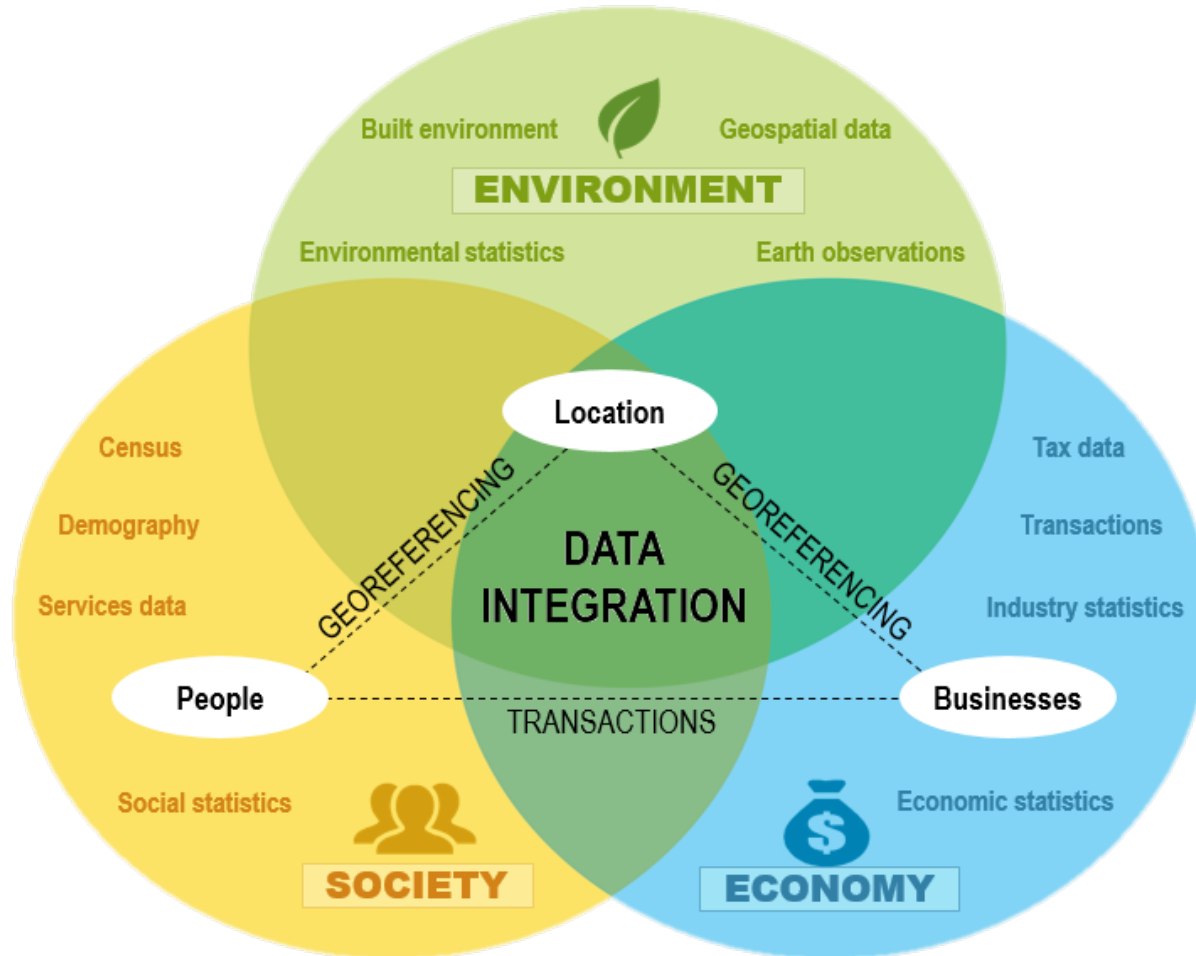 Built environment
Geospatial data
ENVIRONMENT
Environmental statistics
Earth observations
Location
Census
Tax data
GEOREFERENCING
GEOREFERENCING
Demography
Transactions
DATA
INTEGRATION
Services data
Industry statistics
People
Businesses
TRANSACTIONS
Social statistics
Economic statistics
$
SOCIETY
ECONOMY